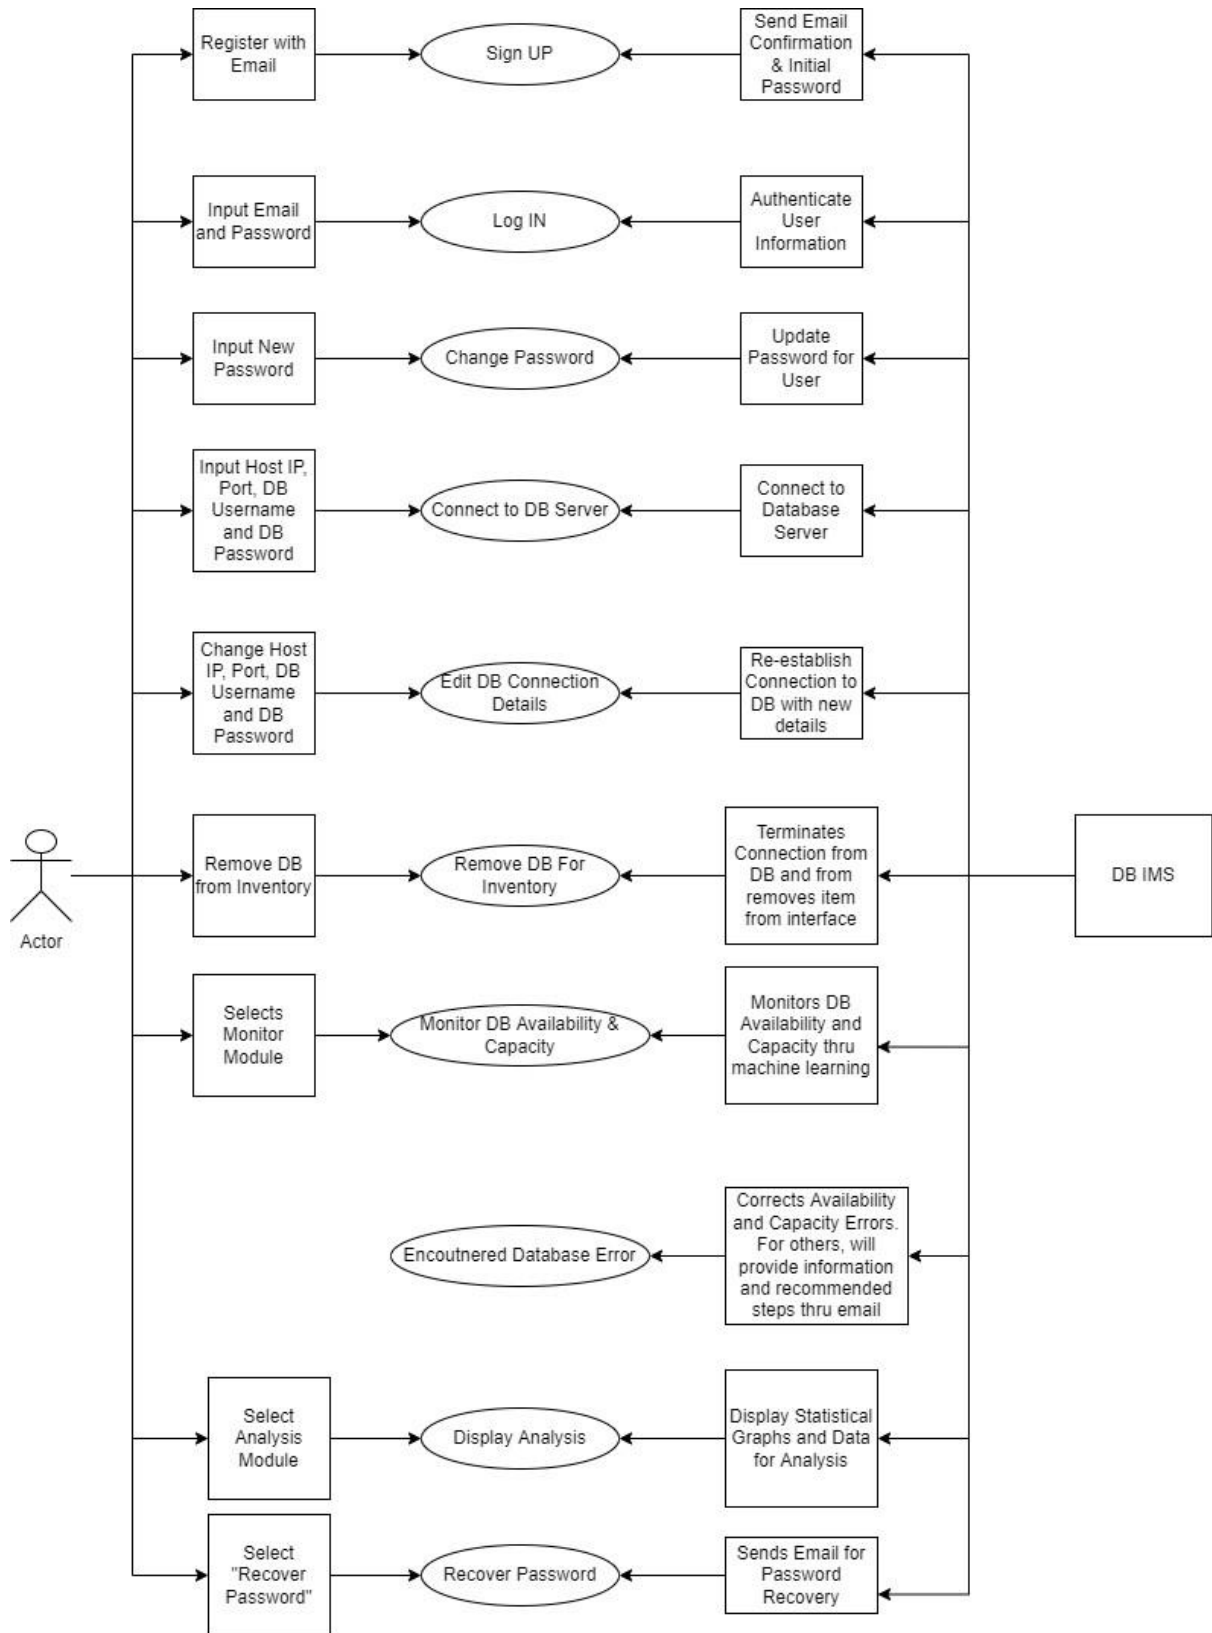 Register with
Email
Sign UP
Send Email
Confirmation
& Initial
Password
Input Email
and Password
Log IN
Authenticate
User
Information
Input New
Password
Change Password
Update
Password for
User
Input Host IP,
Port, DB
Username
and DB
Password
Connect to DB Server
Connect to
Database
Server
Change Host
IP, Port, DB
Username
and DB
Password
Edit DB Connection
Details
Re-establish
Connection to
DB with new
details
Actor
Remove DB
from Inventory
Remove DB For
Inventory
Terminates
Connection from
DB and from
removes item
from interface
DB IMS
Selects
Monitor
Module
Monitor DB Availability &
Capacity
Monitors DB
Availability and
Capacity thru
machine learning
Encoutnered Database Error
Corrects Availability
and Capacity Errors.
For others, will
provide information
and recommended
steps thru email
Select
Analysis
Module
Display Analysis
Display Statistical
Graphs and Data
for Analysis
Select
"Recover
Password"
Recover Password
Sends Email for
Password
Recovery